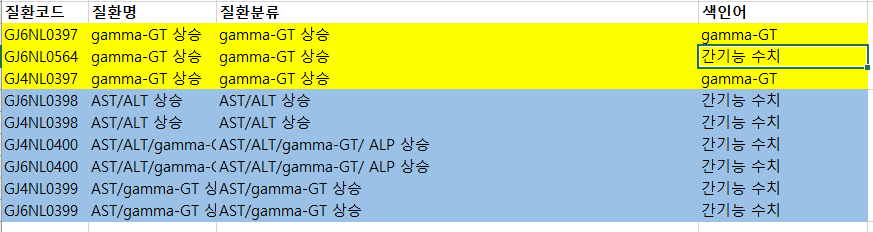 질환코드 질환명 질환분류 색인어
GJ6NL0397 gamma-GT 상승 gamma-GT 상승 gamma-GT
GJ6NL0564 gamma-GT 상승 gamma-GT 상승 간기능 수치
GJ4NL0397 gamma-GT 상승 gamma-GT 상승 gamma-GT
GJ6NL0398 AST/ALT 상승 AST/ALT 상승 간기능 수치
GJ4NL0398 AST/ALT 상승 AST/ALT 상승 간기능 수치
GJ4NL0400 AST/ALT/gamma-G AST/ALT/gamma-GT/ ALP 상승 간기능 수치
GJ6NL0400 AST/ALT/gamma-G AST/ALT/gamma-GT/ ALP 상승 간기능 수치
GJ4NL0399 AST/gamma-GT 상 AST/gamma-GT 상승 간기능 수치
GJ6NL0399 AST/gamma-GT 상 AST/gamma-GT 상승 간기능 수치